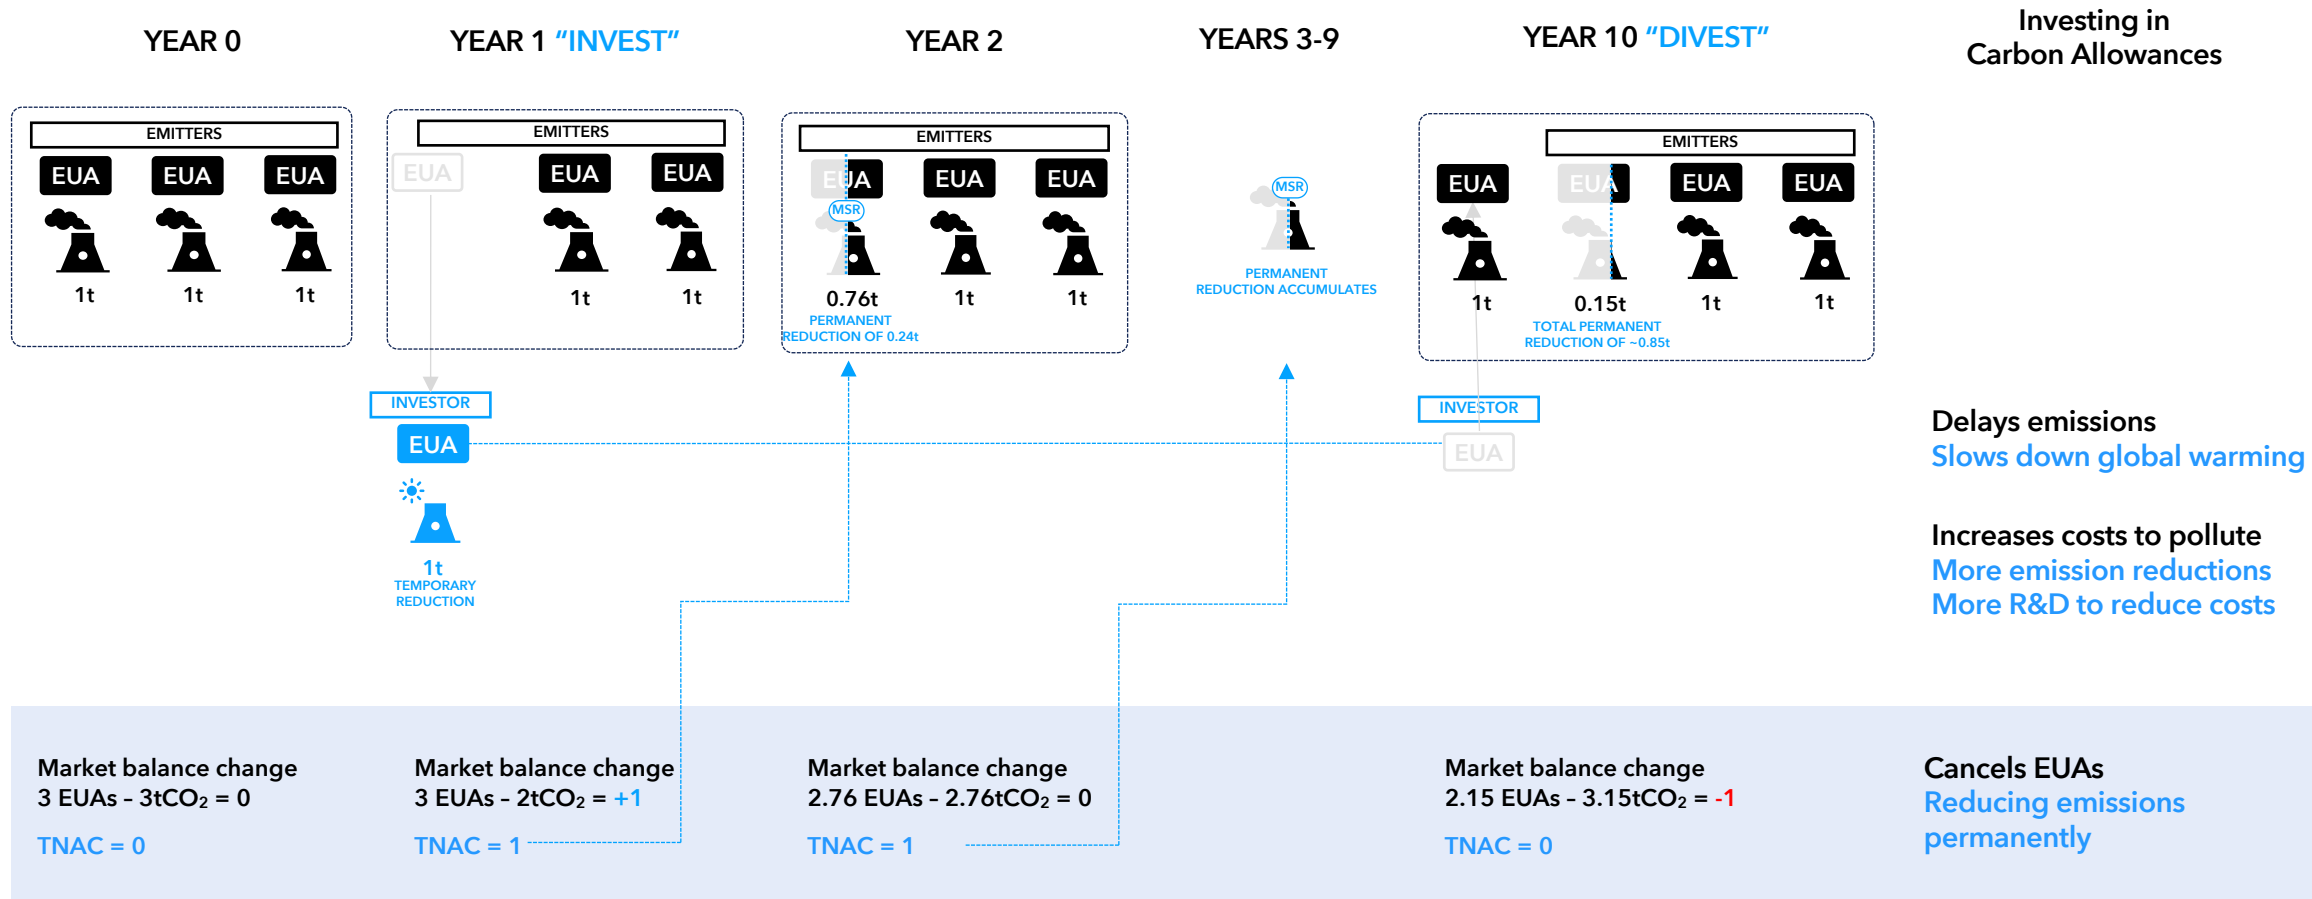 YEAR 0
YEAR 1 “INVEST”
YEAR 2
YEARS 3-9
YEAR 10 “DIVEST”
Investing in
Carbon Allowances
EMITTERS
EUA EUA EUA
1t 1t 1t
EMITTERS
EUA EUA EUA
1t 1t
INVESTOR
EUA
1t
TEMPORARY
REDUCTION
EMITTERS
EUA EUA EUA
MSR
0.76t 1t 1t
PERMANENT
REDUCTION OF 0.24t
MSR
PERMANENT
REDUCTION ACCUMULATES
EMITTERS
EUA EUA EUA EUA
1t 0.15t 1t 1t
TOTAL PERMANENT
REDUCTION OF ~0.85t
INVESTOR
EUA
Delays emissions
Slows down global warming
Increases costs to pollute
More emission reductions
More R&D to reduce costs
Market balance change
3 EUAs – 3tCO₂ = 0
TNAC = 0
Market balance change
3 EUAs – 2tCO₂ = +1
TNAC = 1
Market balance change
2.76 EUAs – 2.76tCO₂ = 0
TNAC = 1
Market balance change
2.15 EUAs – 3.15tCO₂ = -1
TNAC = 0
Cancels EUAs
Reducing emissions
permanently